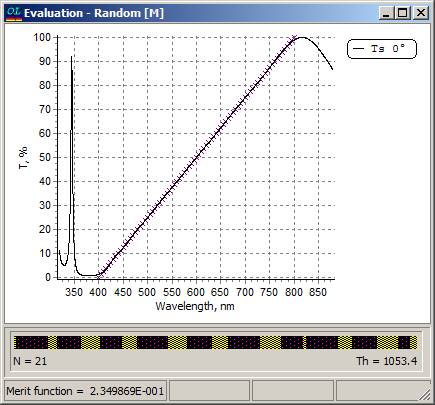 OL Evaluation - Random [M]
100
90
80
70
60
50
40
30
20
10
0
T, %
Ts 0°
350 400 450 500 550 600 650 700 750 800 850
Wavelength, nm
N = 21 Th = 1053.4
Merit function = 2.349869E-001